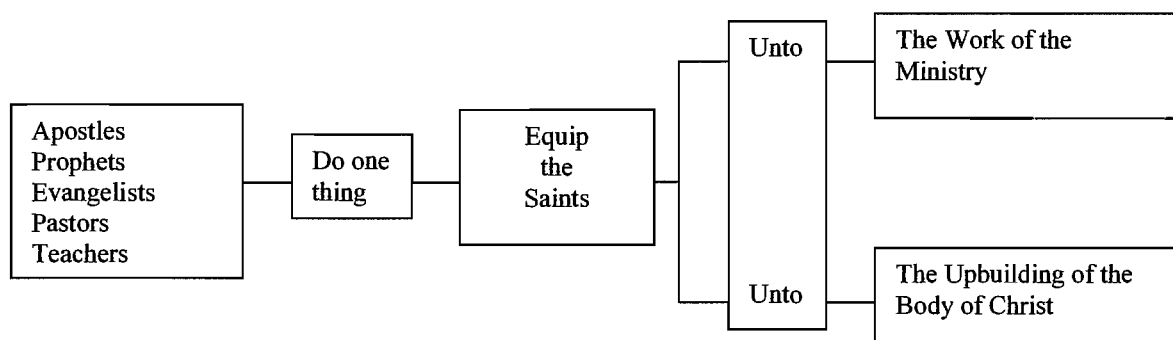 Apostles
Prophets
Evangelists
Pastors
Teachers
Do one
thing
Equip
the
Saints
Unto
The Work of the
Ministry
Unto
The Upbuilding of the
Body of Christ